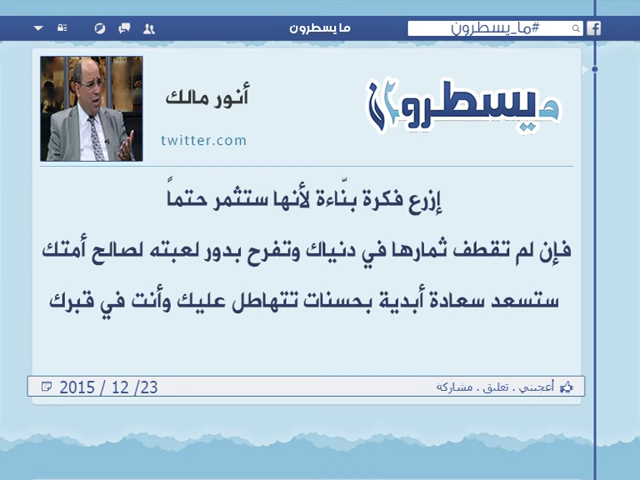 ما يسطرون
#ما_يسطرون
f
ما يسطرون
أنور مالك
twitter.com
إزرع فكرة بنّاءة لأنها ستثمر حتماً
فإن لم تقطف ثمارها في دنياك وتفرح بدور لعبته لصالح أمتك
ستسعد سعادة أبدية بحسنات تتهاطل عليك وأنت في قبرك
أعجبني . تعليق . مشاركة
2015 / 12 /23